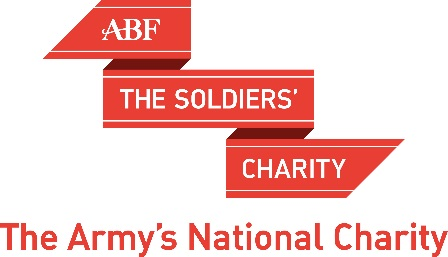 ABF
THE SOLDIERS'
CHARITY
The Army's National Charity